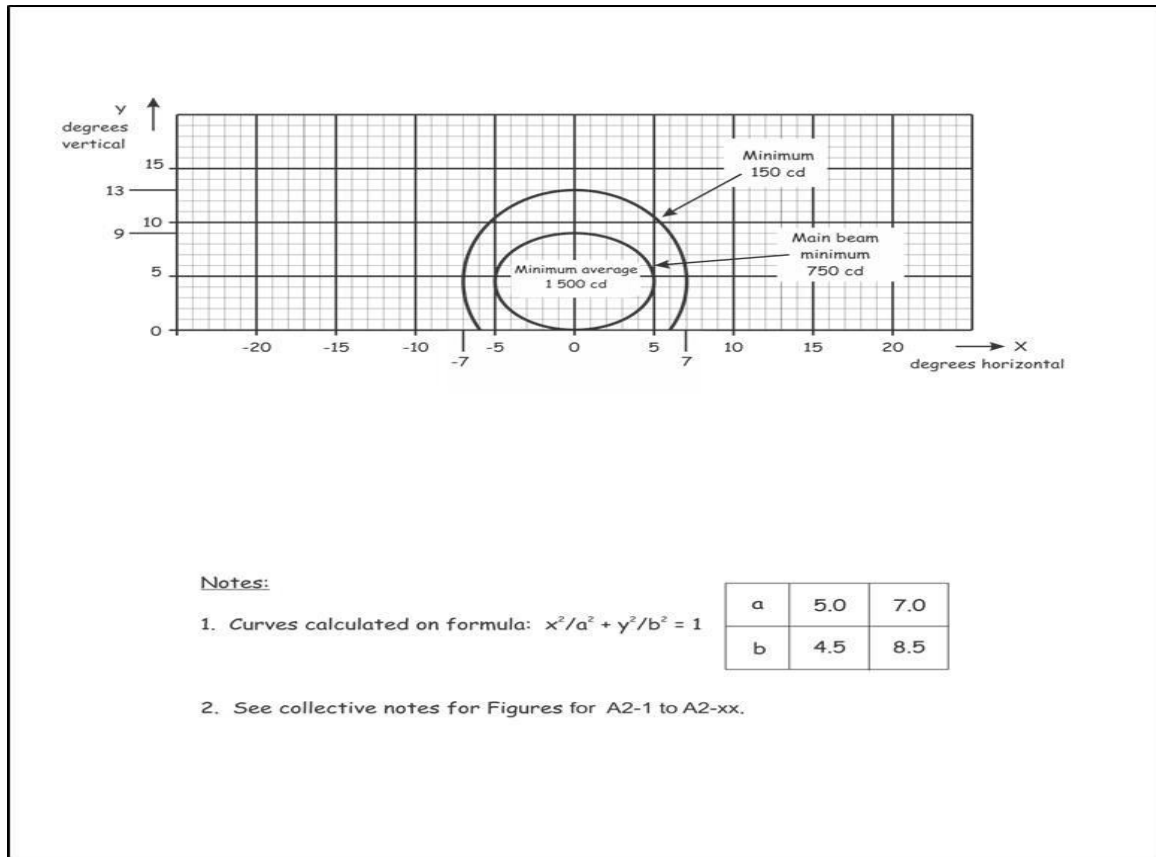 Y
degrees
vertical
15
13
10
9
5
0
Minimum
150 cd
Main beam
minimum
750 cd
Minimum average
1 500 cd
-20 -15 -10 -5 0 5 10 15 20 X
-7 7 degrees horizontal
Notes:
1. Curves calculated on formula: x²/a² + y²/b² = 1
a 5.0 7.0
b 4.5 8.5
2. See collective notes for Figures for A2-1 to A2-xx.